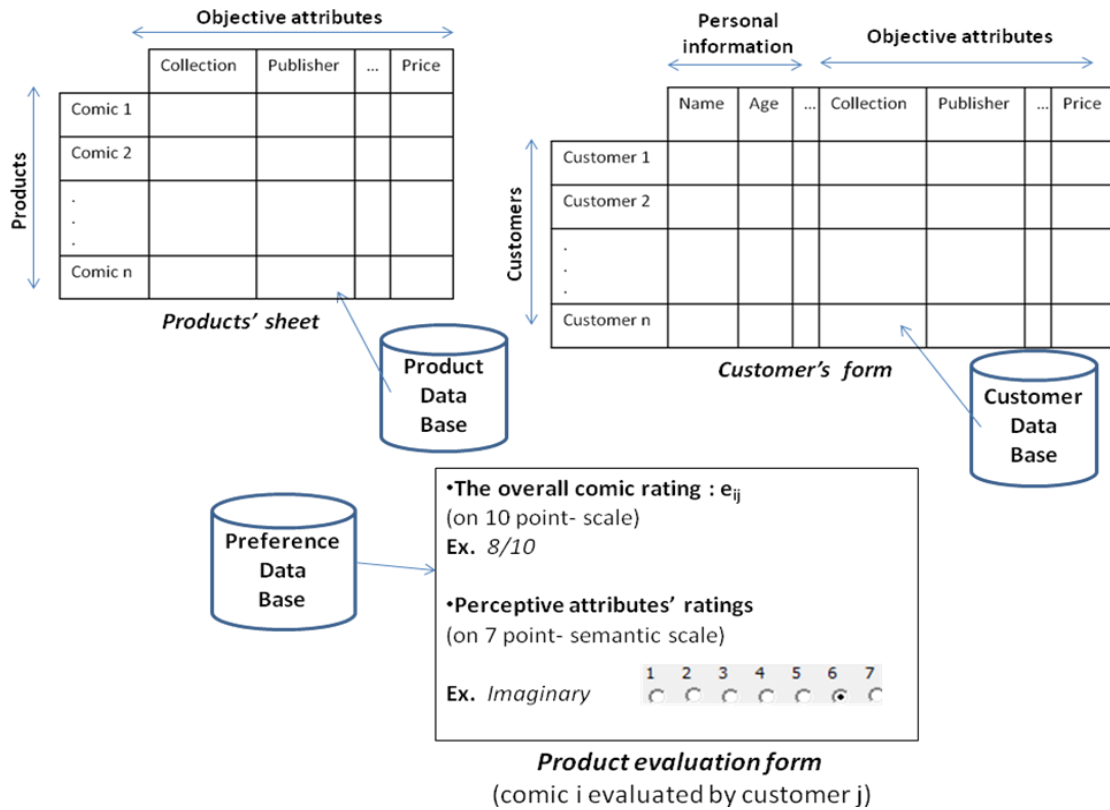 Objective attributes
Collection Publisher ... Price
Products
Comic 1
Comic 2
.
.
.
Comic n
Products’ sheet
Product
Data
Base
Personal
information
Objective attributes
Name Age ... Collection Publisher ... Price
Customers
Customer 1
Customer 2
.
.
.
Customer n
Customer’s form
Customer
Data
Base
Preference
Data
Base
•The overall comic rating : eij
(on 10 point- scale)
Ex. 8/10
•Perceptive attributes’ ratings
(on 7 point- semantic scale)
1 2 3 4 5 6 7
Ex. Imaginary
Product evaluation form
(comic i evaluated by customer j)